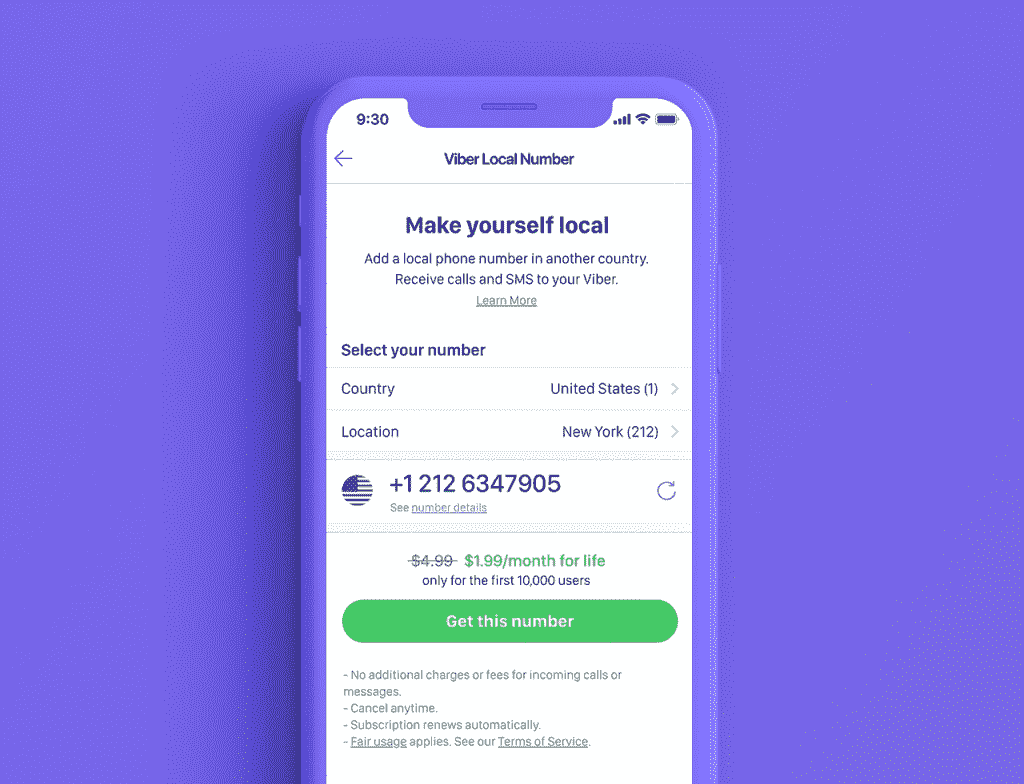 9:30
Viber Local Number
Make yourself local
Add a local phone number in another country.
Receive calls and SMS to your Viber.
Learn More
Select your number
Country United States (1)
Location New York (212)
+1 212 6347905
See number details
$4.99 $1.99/month for life
only for the first 10,000 users
Get this number
- No additional charges or fees for incoming calls or
messages.
- Cancel anytime.
- Subscription renews automatically.
- Fair usage applies. See our Terms of Service.